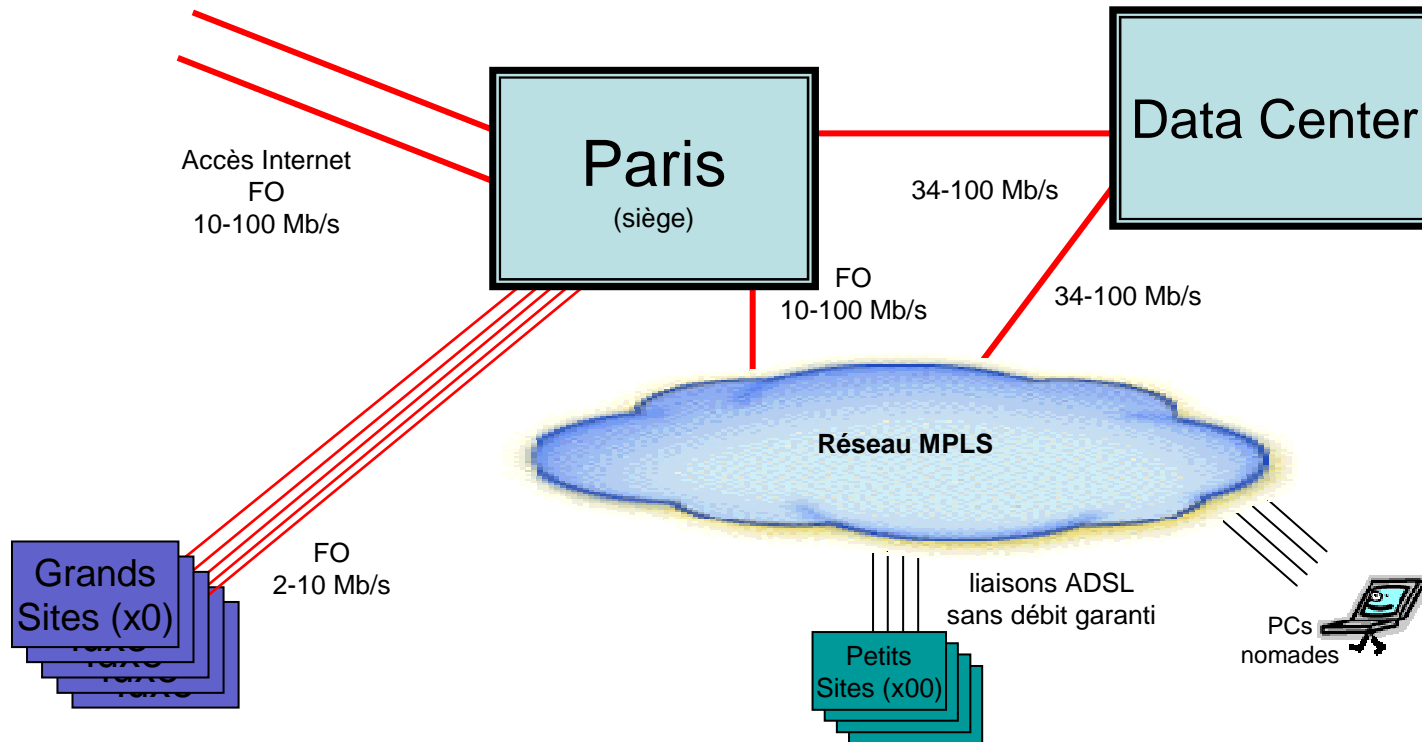 Accès Internet
FO
10-100 Mb/s
Paris
(siège)
Data Center
34-100 Mb/s
FO
10-100 Mb/s
34-100 Mb/s
Réseau MPLS
Grands
Sites (x0)
FO
2-10 Mb/s
liaisons ADSL
sans débit garanti
Petits
Sites (x00)
PCs
nomades